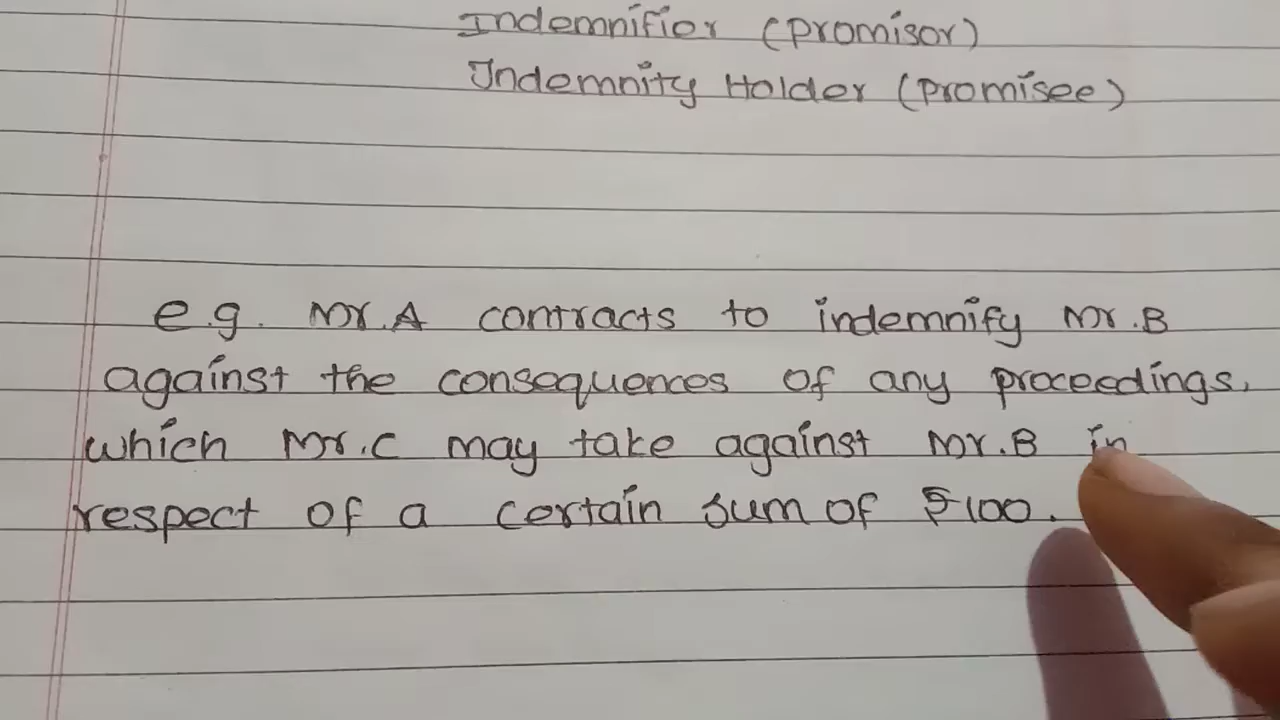 Indemnifier (Promisor)
Indemnity Holder (Promisee)
e.g. Mr.A contracts to indemnify Mr.B
against the consequences of any proceedings,
which Mr.C may take against Mr.B in
respect of a certain sum of ₹100.